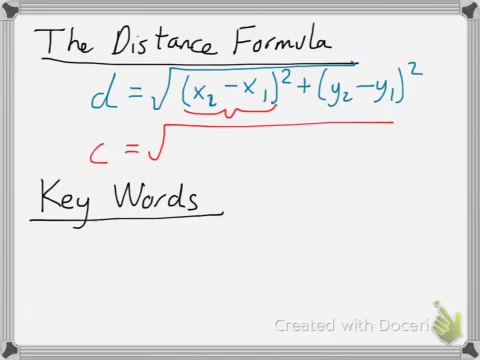 The Distance Formula
d = √(x₂ - x₁)² + (y₂ - y₁)²
c = √
Key Words
Created with Doceri